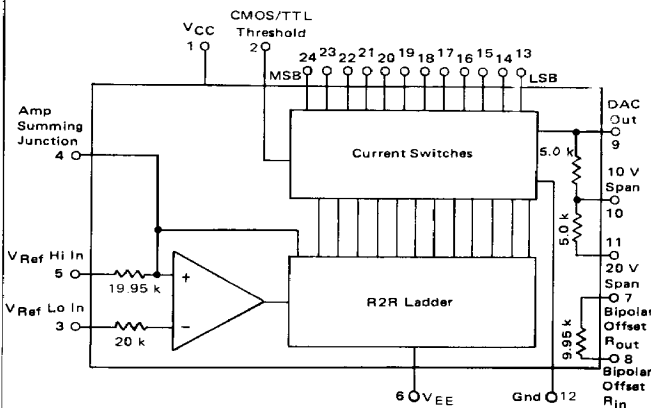 CMOS/TTL
Threshold
2
VCC
1
MSB
24 23 22 21 20 19 18 17 16 15 14 13
LSB
Amp
Summing
Junction
4
Current Switches
DAC
Out
9
5.0 k
10 V
Span
10
5.0 k
11
20 V
Span
VRef Hi In
5
19.95 k
+
R2R Ladder
VRef Lo In
3
20 k
−
7
Bipolar
Offset
Rout
9.95 k
8
Bipolar
Offset
Rin
6 VEE
Gnd 12